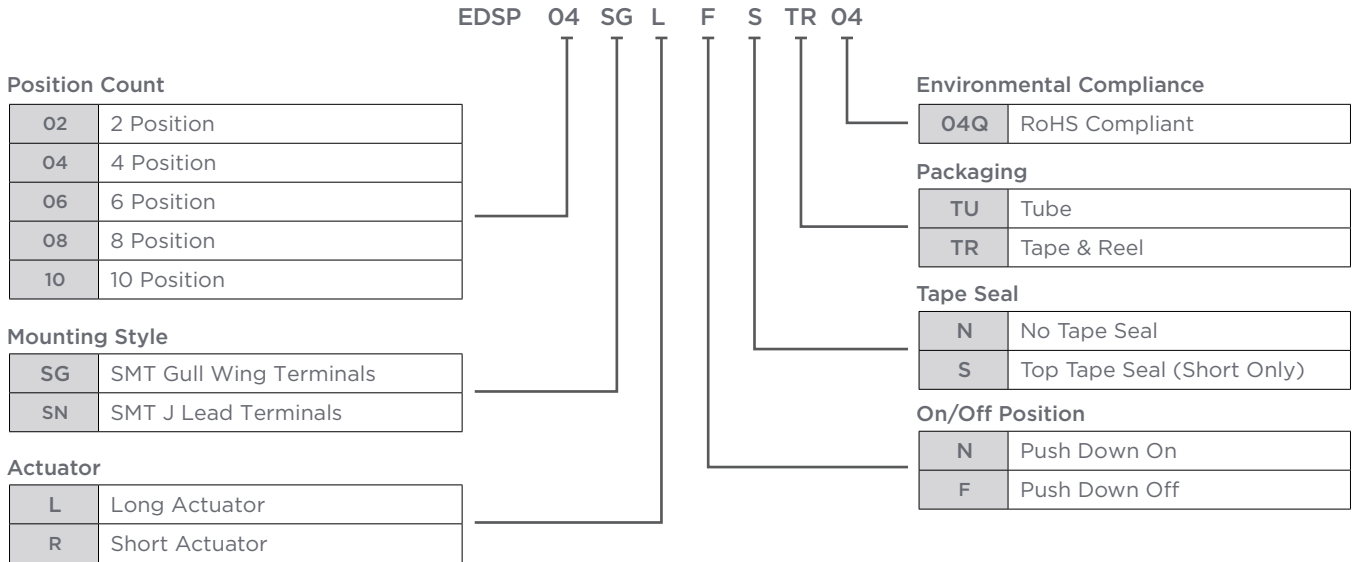 EDSP 04 SG L F S TR 04
Position Count
02 2 Position
04 4 Position
06 6 Position
08 8 Position
10 10 Position
Mounting Style
SG SMT Gull Wing Terminals
SN SMT J Lead Terminals
Actuator
L Long Actuator
R Short Actuator
Environmental Compliance
04Q RoHS Compliant
Packaging
TU Tube
TR Tape & Reel
Tape Seal
N No Tape Seal
S Top Tape Seal (Short Only)
On/Off Position
N Push Down On
F Push Down Off